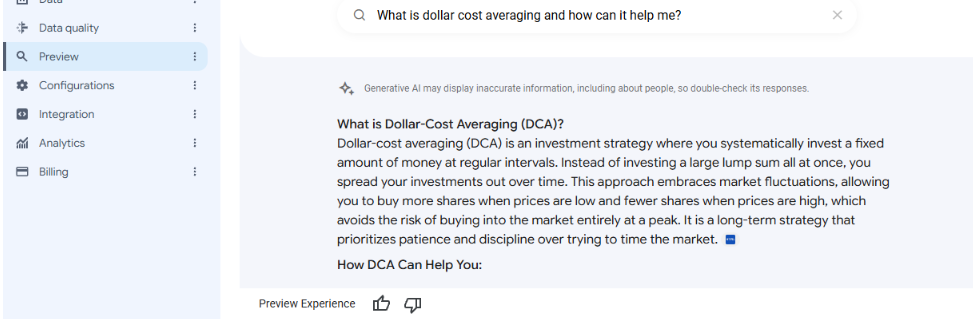 Data
Data quality
Preview
Configurations
Integration
Analytics
Billing
What is dollar cost averaging and how can it help me?
Generative AI may display inaccurate information, including about people, so double-check its responses.
What is Dollar-Cost Averaging (DCA)?
Dollar-cost averaging (DCA) is an investment strategy where you systematically invest a fixed
amount of money at regular intervals. Instead of investing a large lump sum all at once, you
spread your investments out over time. This approach embraces market fluctuations, allowing
you to buy more shares when prices are low and fewer shares when prices are high, which
avoids the risk of buying into the market entirely at a peak. It is a long-term strategy that
prioritizes patience and discipline over trying to time the market.
How DCA Can Help You:
Preview Experience